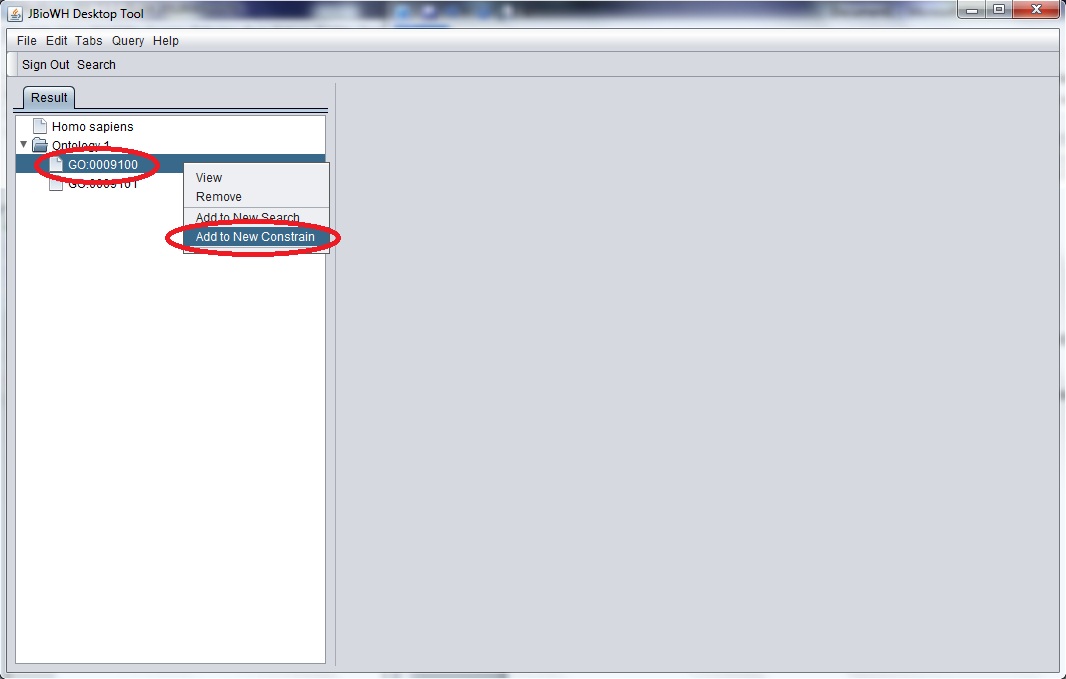 JBioWH Desktop Tool
File Edit Tabs Query Help
Sign Out Search
Result
Homo sapiens
Ontology 1
GO:0009100
GO:0009101
View
Remove
Add to New Search
Add to New Constrain